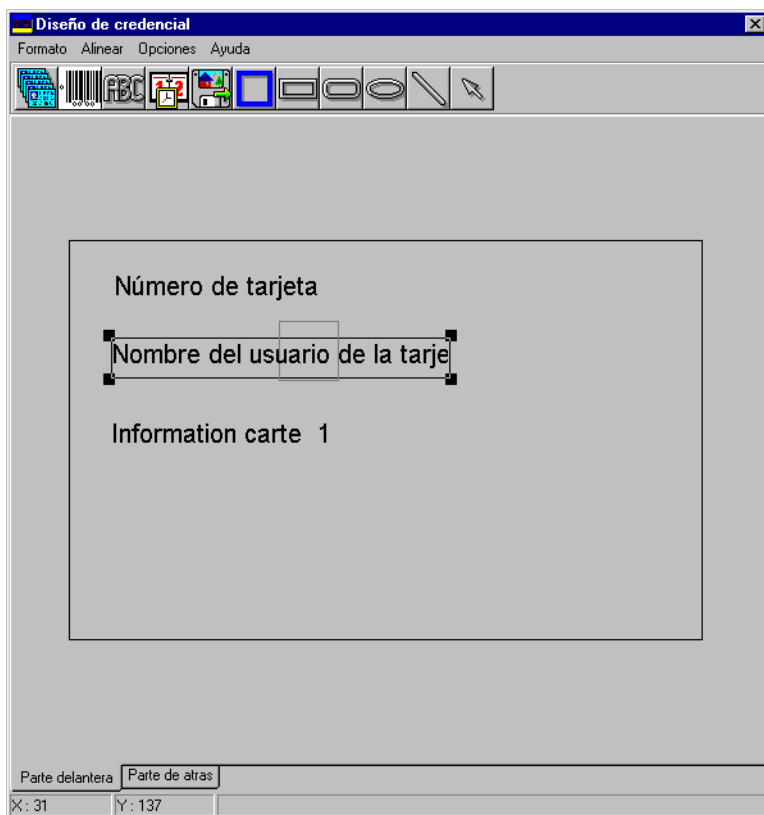 Diseño de credencial
Formato Alinear Opciones Ayuda
ABC
Número de tarjeta
Nombre del usuario de la tarje
Information carte 1
Parte delantera Parte de atras
X : 31 Y : 137